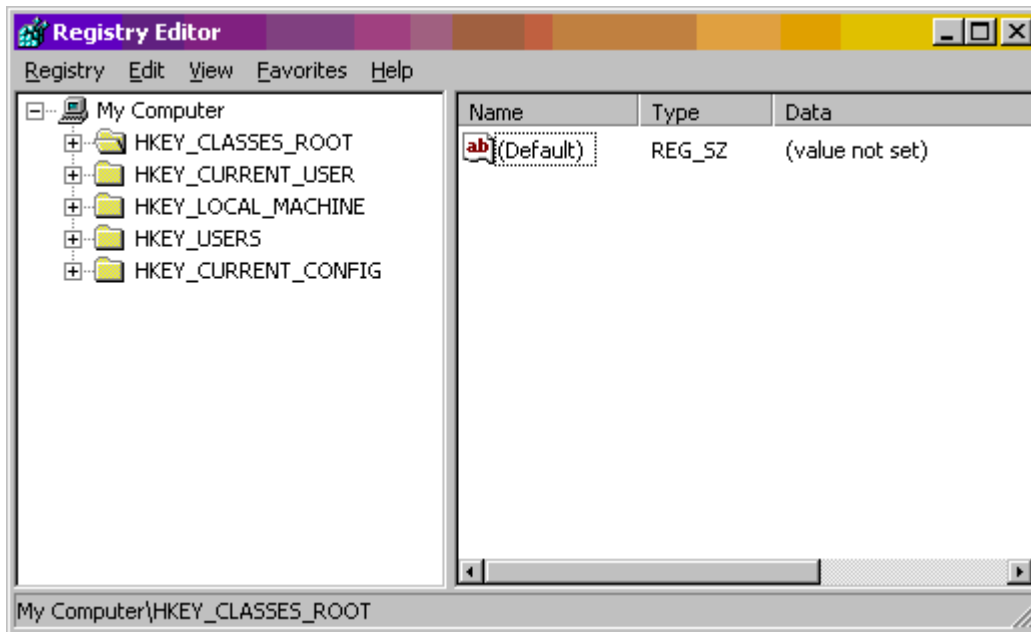 Registry Editor
Registry Edit View Favorites Help
My Computer
HKEY_CLASSES_ROOT
HKEY_CURRENT_USER
HKEY_LOCAL_MACHINE
HKEY_USERS
HKEY_CURRENT_CONFIG
Name Type Data
ab (Default) REG_SZ (value not set)
My Computer\HKEY_CLASSES_ROOT